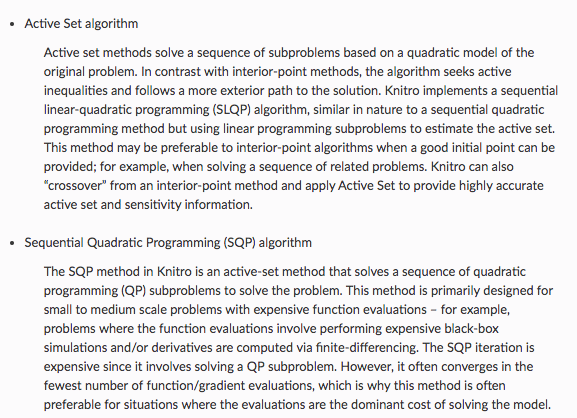 • Active Set algorithm
Active set methods solve a sequence of subproblems based on a quadratic model of the
original problem. In contrast with interior-point methods, the algorithm seeks active
inequalities and follows a more exterior path to the solution. Knitro implements a sequential
linear-quadratic programming (SLQP) algorithm, similar in nature to a sequential quadratic
programming method but using linear programming subproblems to estimate the active set.
This method may be preferable to interior-point algorithms when a good initial point can be
provided; for example, when solving a sequence of related problems. Knitro can also
“crossover” from an interior-point method and apply Active Set to provide highly accurate
active set and sensitivity information.
• Sequential Quadratic Programming (SQP) algorithm
The SQP method in Knitro is an active-set method that solves a sequence of quadratic
programming (QP) subproblems to solve the problem. This method is primarily designed for
small to medium scale problems with expensive function evaluations – for example,
problems where the function evaluations involve performing expensive black-box
simulations and/or derivatives are computed via finite-differencing. The SQP iteration is
expensive since it involves solving a QP subproblem. However, it often converges in the
fewest number of function/gradient evaluations, which is why this method is often
preferable for situations where the evaluations are the dominant cost of solving the model.